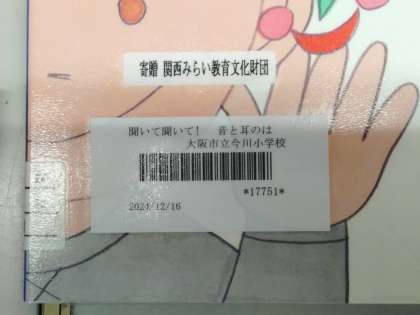 寄贈 関西みらい教育文化財団
聞いて聞いて! 音と耳のは
大阪市立今川小学校
*17751*
2024/12/16